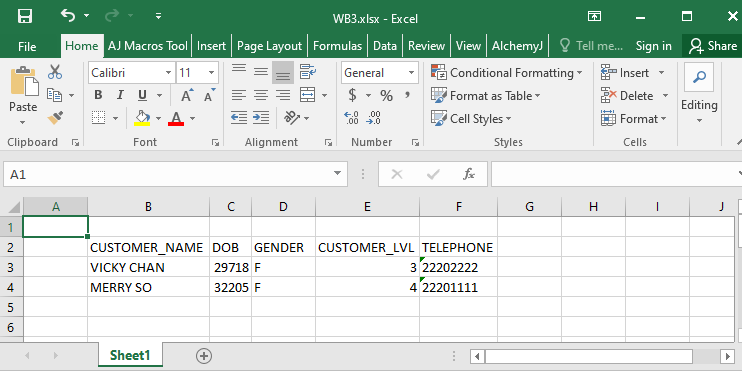 WB3.xlsx - Excel
File Home AJ Macros Tool Insert Page Layout Formulas Data Review View AlchemyJ Tell me... Sign in Share
Paste
Clipboard
Calibri 11
B I U A A
A
Font
Alignment
General
$ % ,
.00 .0
Number
Conditional Formatting
Format as Table
Cell Styles
Styles
Insert
Delete
Format
Cells
Editing
A1 fx
A B C D E F G H I J
1
2 CUSTOMER_NAME DOB GENDER CUSTOMER_LVL TELEPHONE
3 VICKY CHAN 29718 F 3 22202222
4 MERRY SO 32205 F 4 22201111
5
6
Sheet1